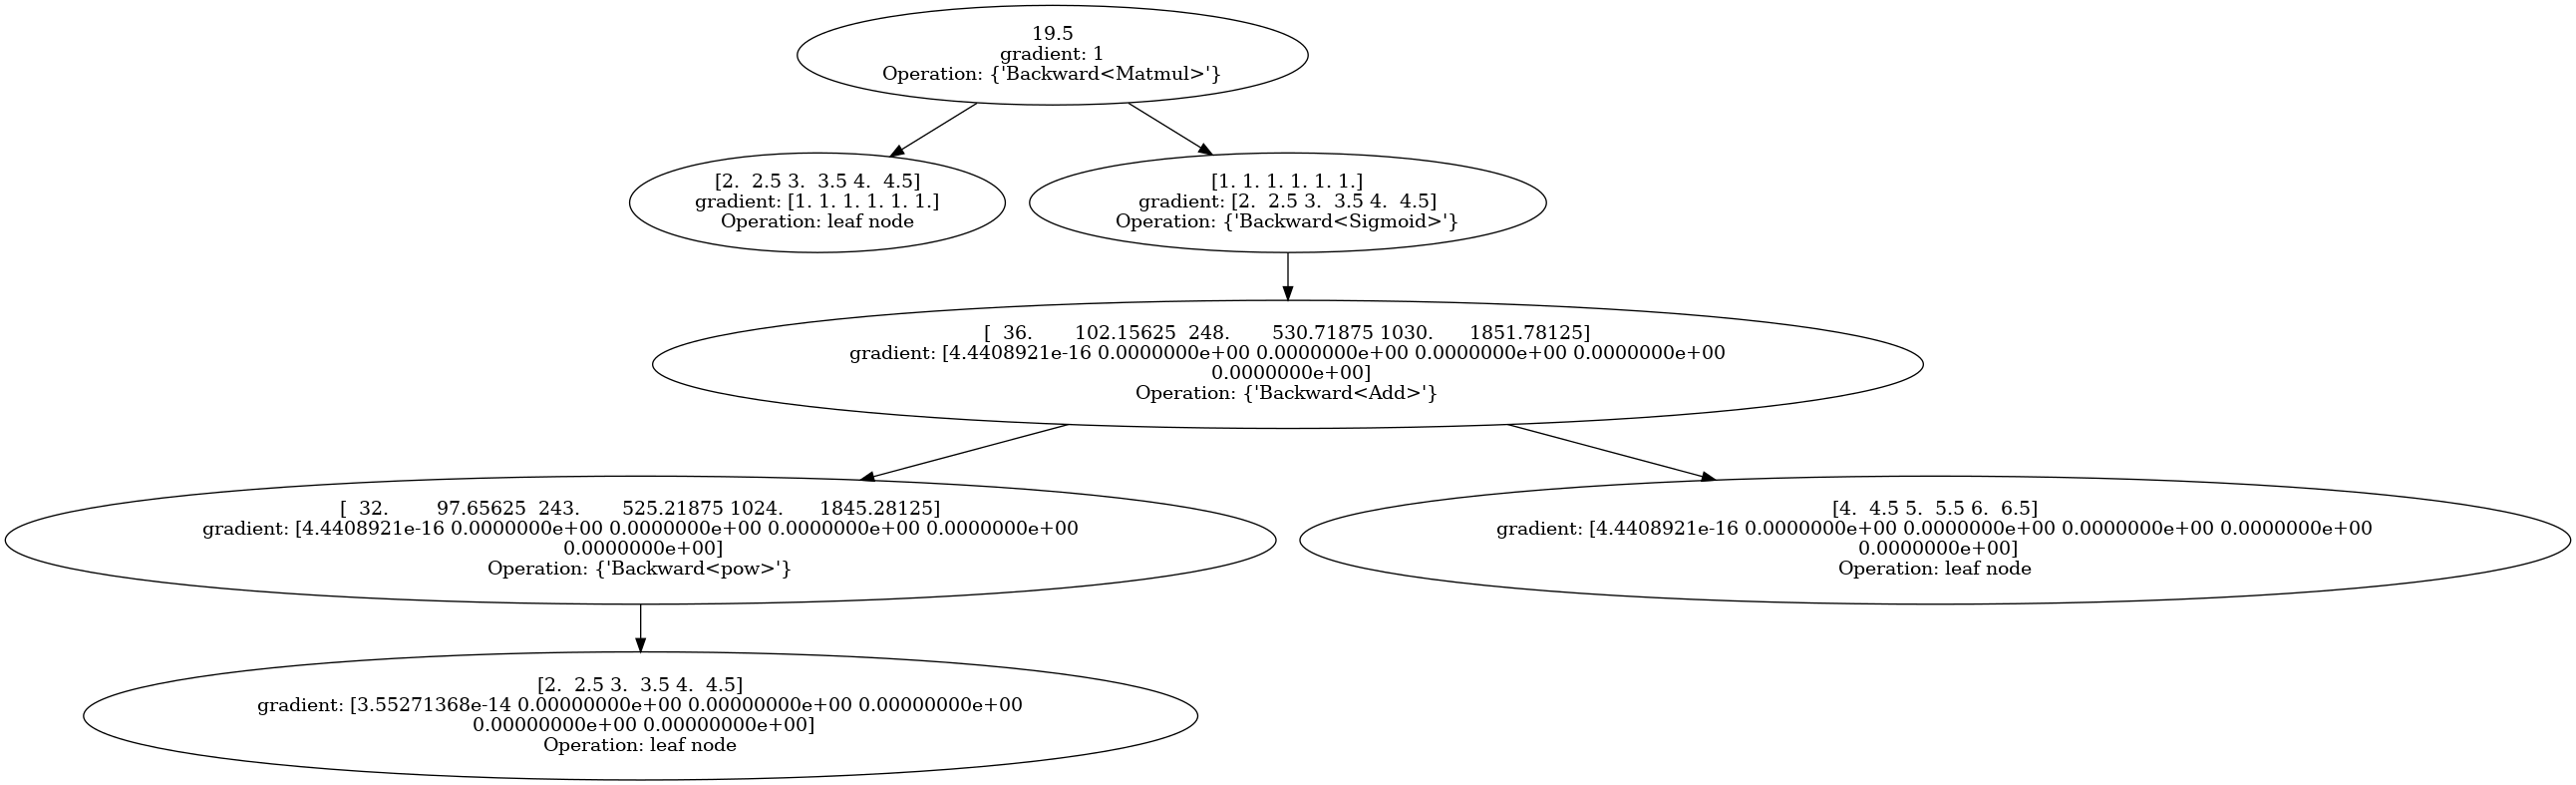 19.5
gradient: 1
Operation: {'Backward<Matmul>'}
[2.  2.5 3.  3.5 4.  4.5]
gradient: [1. 1. 1. 1. 1. 1.]
Operation: leaf node
[1. 1. 1. 1. 1. 1.]
gradient: [2.  2.5 3.  3.5 4.  4.5]
Operation: {'Backward<Sigmoid>'}
[  36.       102.15625  248.       530.71875 1030.      1851.78125]
gradient: [4.4408921e-16 0.0000000e+00 0.0000000e+00 0.0000000e+00 0.0000000e+00
0.0000000e+00]
Operation: {'Backward<Add>'}
[  32.        97.65625  243.       525.21875 1024.      1845.28125]
gradient: [4.4408921e-16 0.0000000e+00 0.0000000e+00 0.0000000e+00 0.0000000e+00
0.0000000e+00]
Operation: {'Backward<pow>'}
[4.  4.5 5.  5.5 6.  6.5]
gradient: [4.4408921e-16 0.0000000e+00 0.0000000e+00 0.0000000e+00 0.0000000e+00
0.0000000e+00]
Operation: leaf node
[2.  2.5 3.  3.5 4.  4.5]
gradient: [3.55271368e-14 0.00000000e+00 0.00000000e+00 0.00000000e+00
0.00000000e+00 0.00000000e+00]
Operation: leaf node